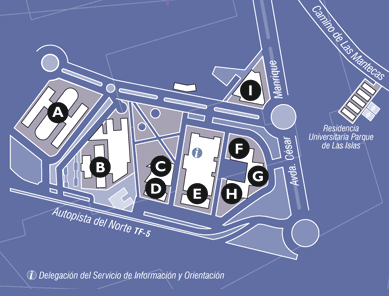 Camino de Las Mantecas
Manrique
I
A
Residencia
Universitaria Parque
de Las Islas
F
i
C
B
G
Avda. César
D
E
H
Autopista del Norte TF-5
i Delegación del Servicio de Información y Orientación